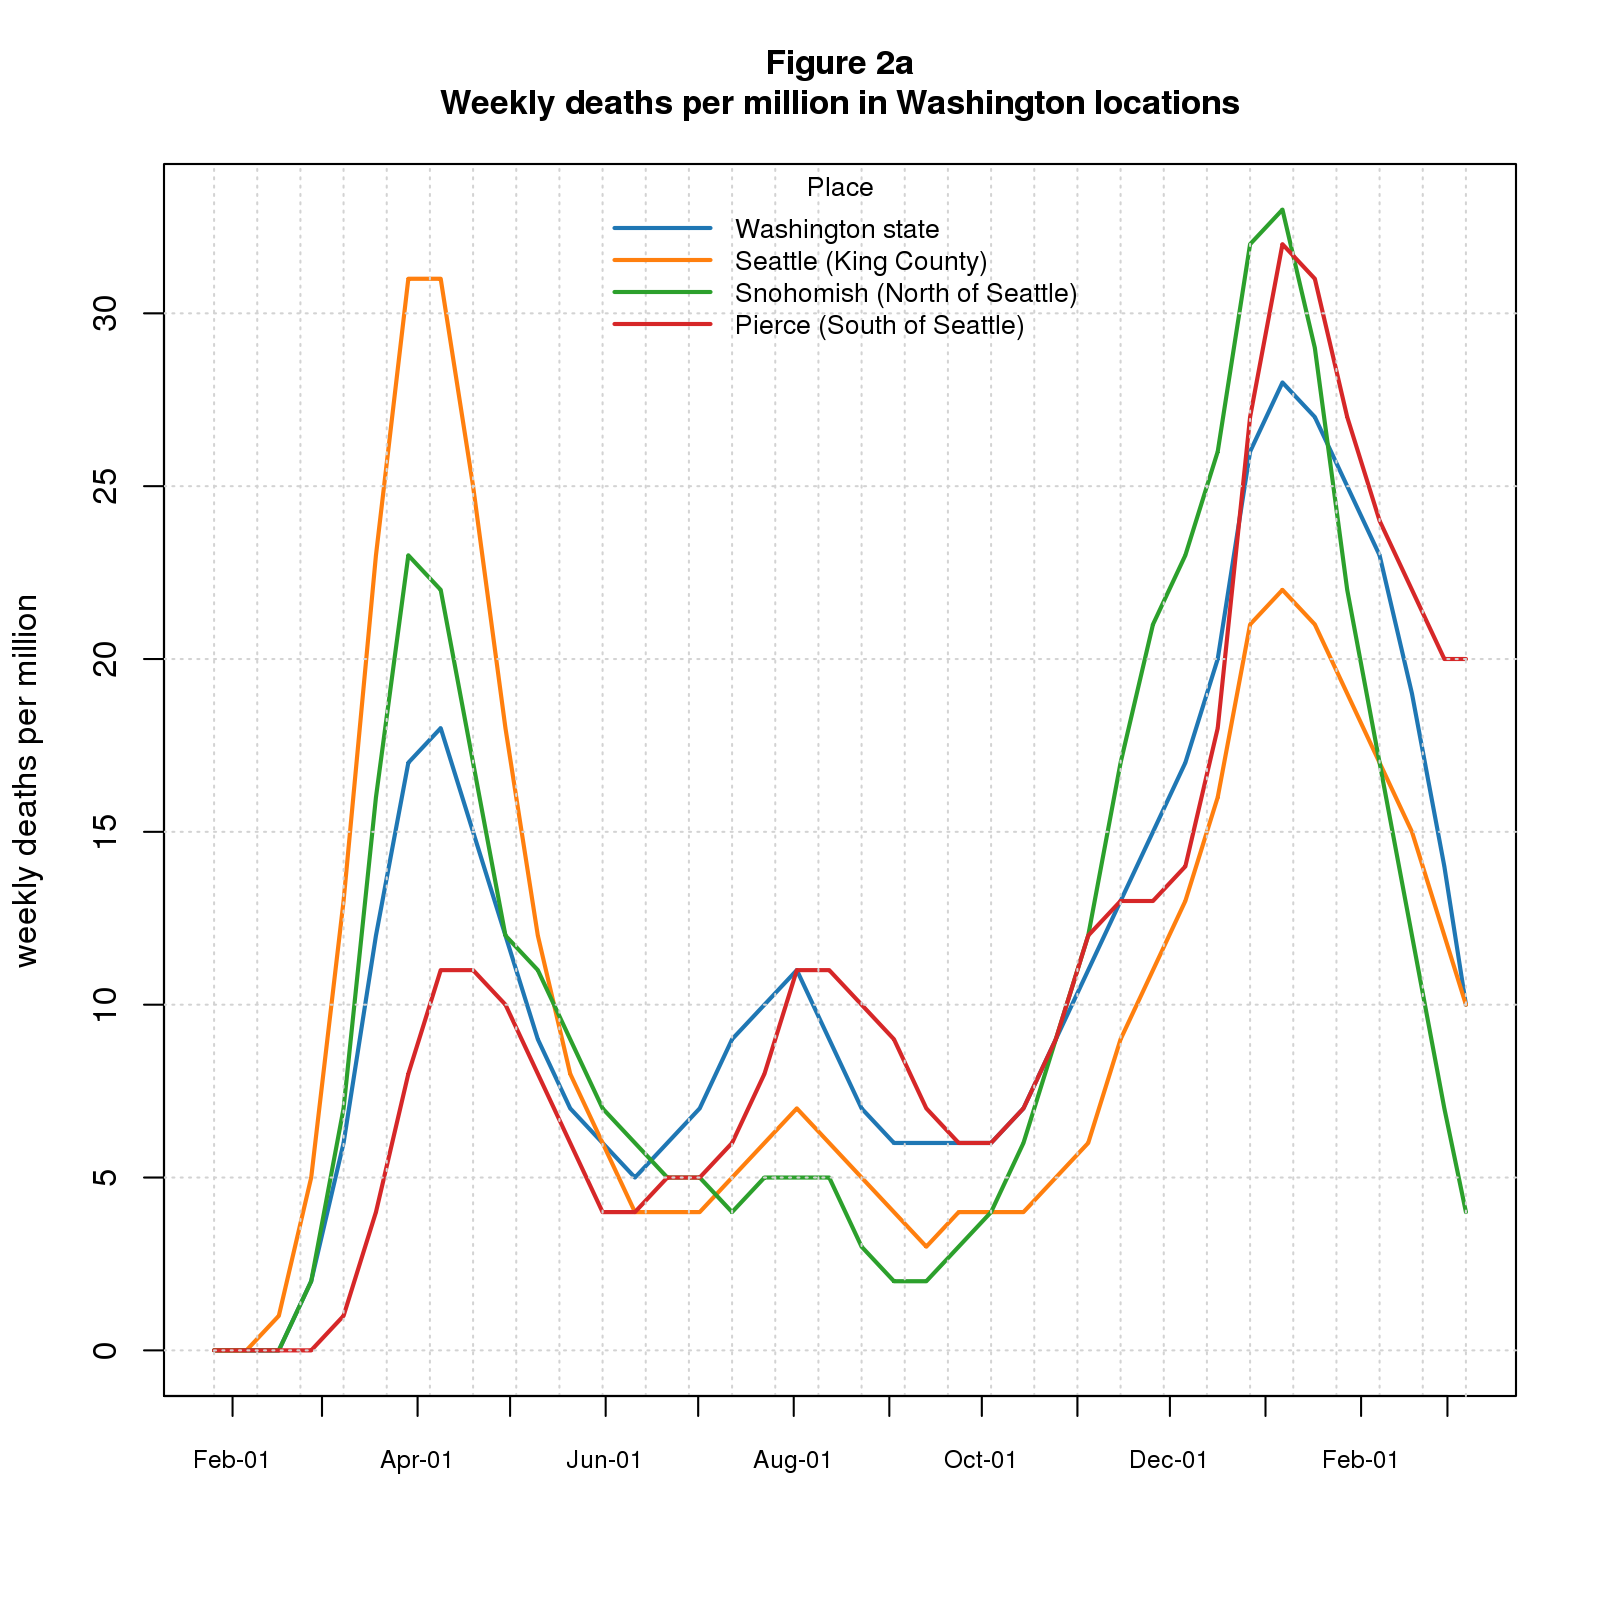 Figure 2a
Weekly deaths per million in Washington locations
Place
Washington state
Seattle (King County)
Snohomish (North of Seattle)
Pierce (South of Seattle)
weekly deaths per million
30
25
20
15
10
5
0
Feb-01 Apr-01 Jun-01 Aug-01 Oct-01 Dec-01 Feb-01